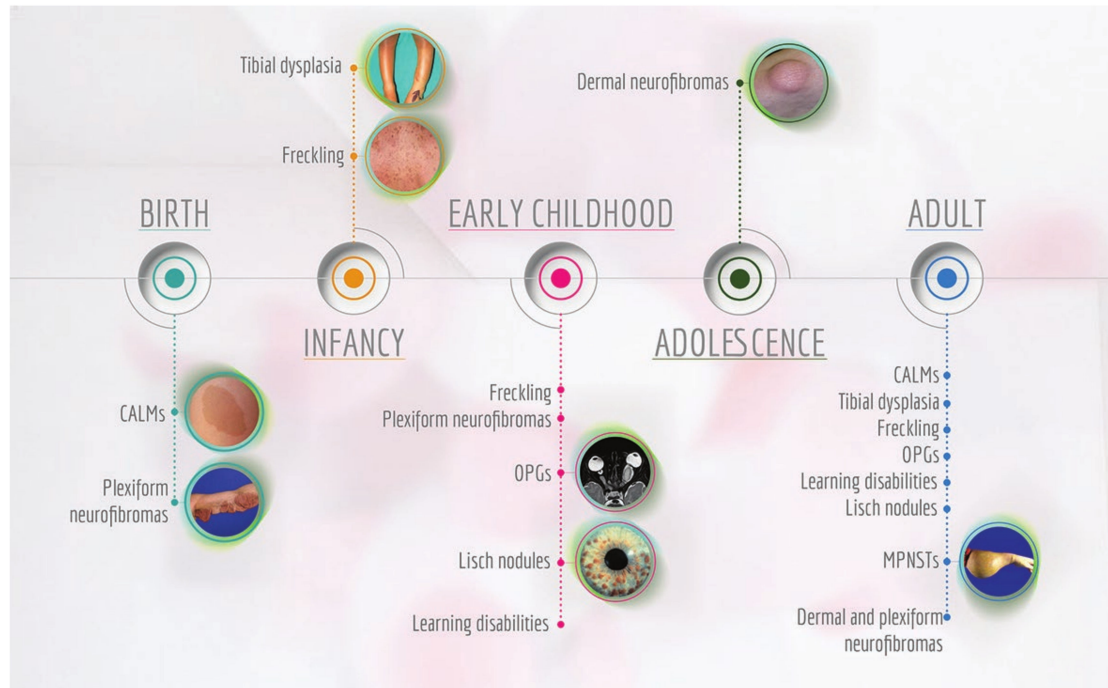 Tibial dysplasia
Freckling
Dermal neurofibromas
BIRTH
EARLY CHILDHOOD
ADULT
INFANCY
ADOLESCENCE
CALMs
Plexiform
neurofibromas
Freckling
Plexiform neurofibromas
OPGs
Lisch nodules
Learning disabilities
CALMs
Tibial dysplasia
Freckling
OPGs
Learning disabilities
Lisch nodules
MPNSTs
Dermal and plexiform
neurofibromas